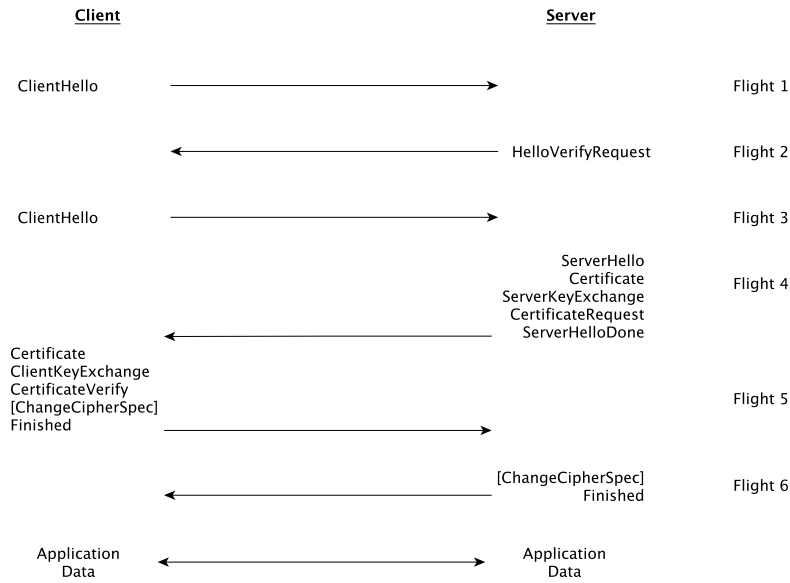 Client Server
ClientHello Flight 1
HelloVerifyRequest Flight 2
ClientHello Flight 3
ServerHello
Certificate
ServerKeyExchange
CertificateRequest
ServerHelloDone
Flight 4
Certificate
ClientKeyExchange
CertificateVerify
[ChangeCipherSpec]
Finished
Flight 5
[ChangeCipherSpec]
Finished
Flight 6
Application
Data
Application
Data